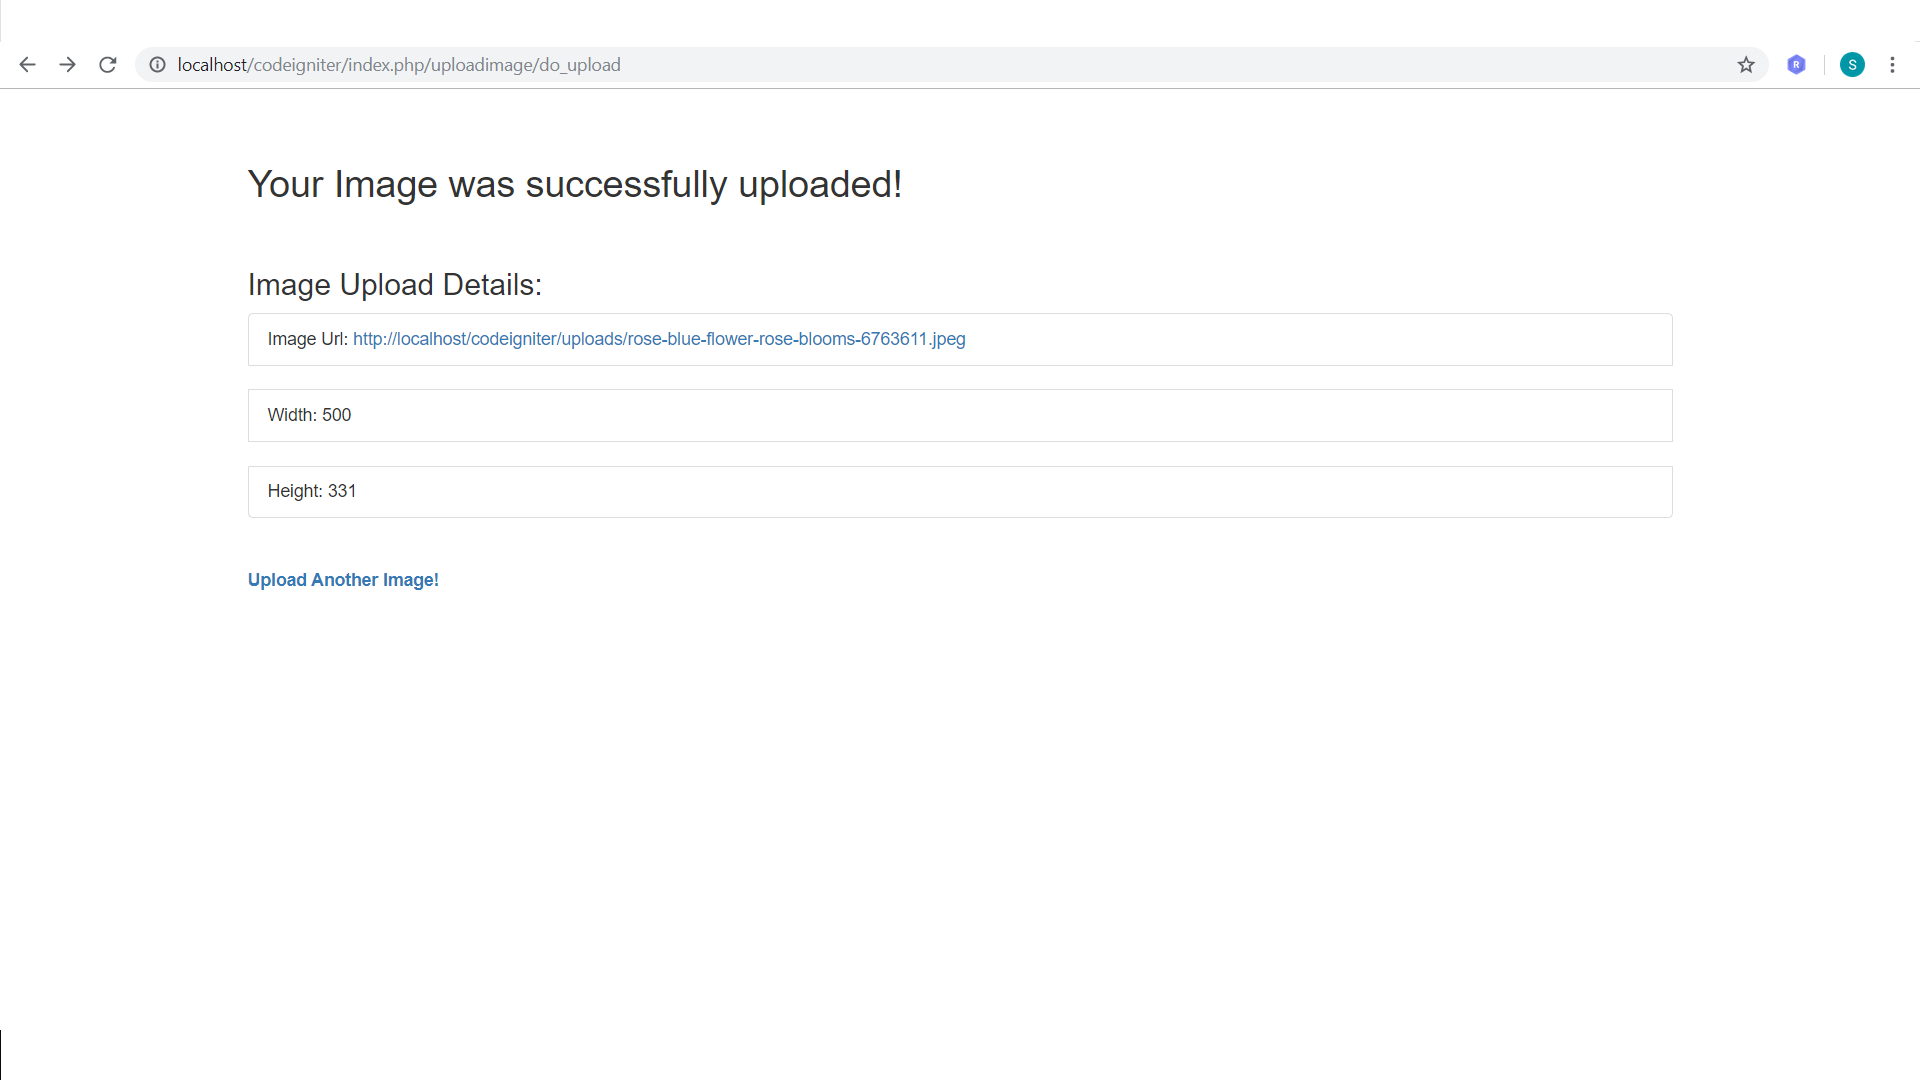 localhost/codeigniter/index.php/uploadimage/do_upload
R
S
Your Image was successfully uploaded!
Image Upload Details:
Image Url: http://localhost/codeigniter/uploads/rose-blue-flower-rose-blooms-6763611.jpeg
Width: 500
Height: 331
Upload Another Image!